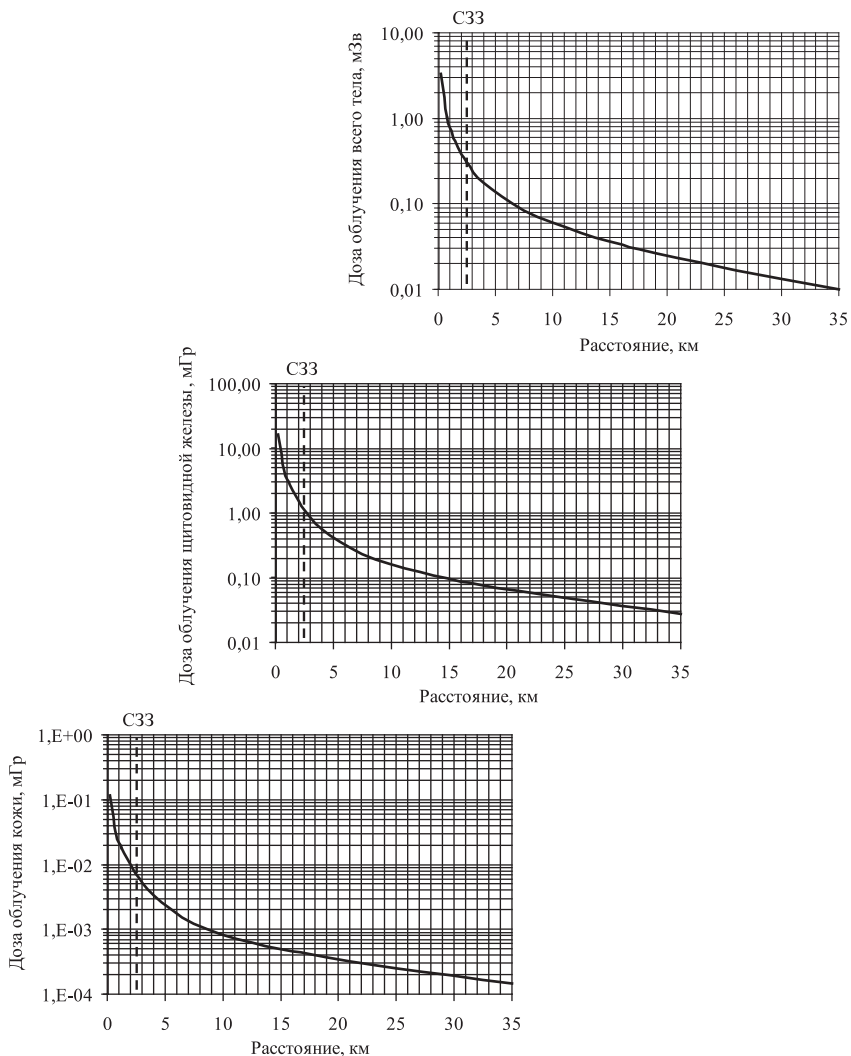 СЗЗ
Доза облучения всего тела, мЗв
10,00
1,00
0,10
0,01
0 5 10 15 20 25 30 35
Расстояние, км
СЗЗ
Доза облучения щитовидной железы, мГр
100,00
10,00
1,00
0,10
0,01
0 5 10 15 20 25 30 35
Расстояние, км
СЗЗ
Доза облучения кожи, мГр
1,E+00
1,E-01
1,E-02
1,E-03
1,E-04
0 5 10 15 20 25 30 35
Расстояние, км